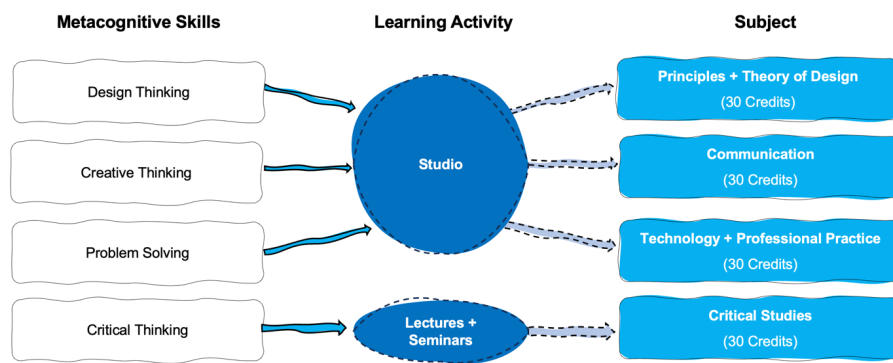 Metacognitive Skills
Learning Activity
Subject
Design Thinking
Creative Thinking
Problem Solving
Critical Thinking
Studio
Lectures +
Seminars
Principles + Theory of Design
(30 Credits)
Communication
(30 Credits)
Technology + Professional Practice
(30 Credits)
Critical Studies
(30 Credits)